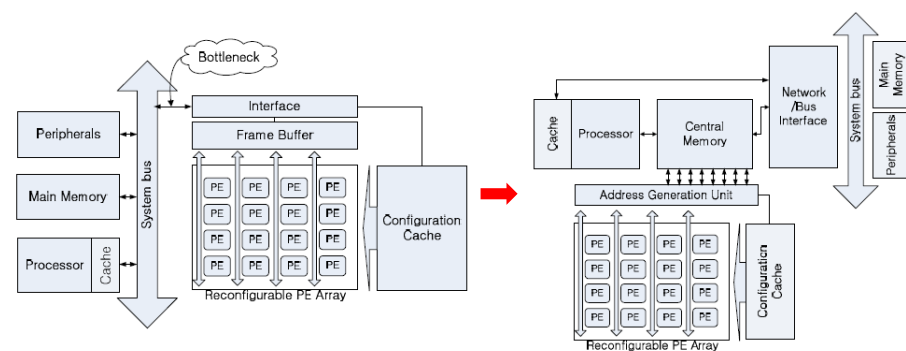 Bottleneck
Interface
Frame Buffer
Peripherals
Main Memory
Processor
Cache
System bus
PE PE PE PE
PE PE PE PE
PE PE PE PE
PE PE PE PE
Reconfigurable PE Array
Configuration
Cache
Cache
Processor
Central
Memory
Network
/Bus
Interface
System bus
Main
Memory
Peripherals
Address Generation Unit
PE PE PE PE
PE PE PE PE
PE PE PE PE
PE PE PE PE
Reconfigurable PE Array
Configuration
Cache